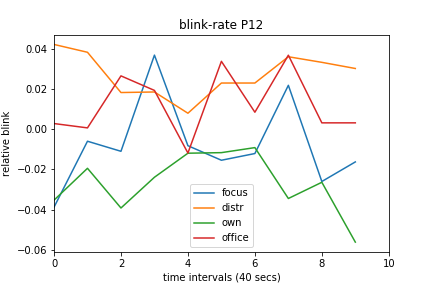 blink-rate P12
relative blink
0.04
0.02
0.00
−0.02
−0.04
−0.06
focus
distr
own
office
0 2 4 6 8 10
time intervals (40 secs)